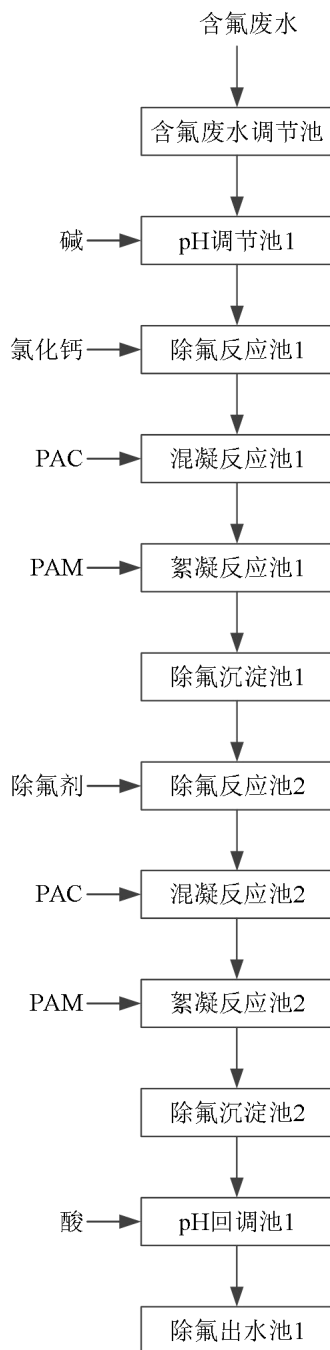 含氟废水
含氟废水调节池
碱
pH调节池1
氯化钙
除氟反应池1
PAC
混凝反应池1
PAM
絮凝反应池1
除氟沉淀池1
除氟剂
除氟反应池2
PAC
混凝反应池2
PAM
絮凝反应池2
除氟沉淀池2
酸
pH回调池1
除氟出水池1